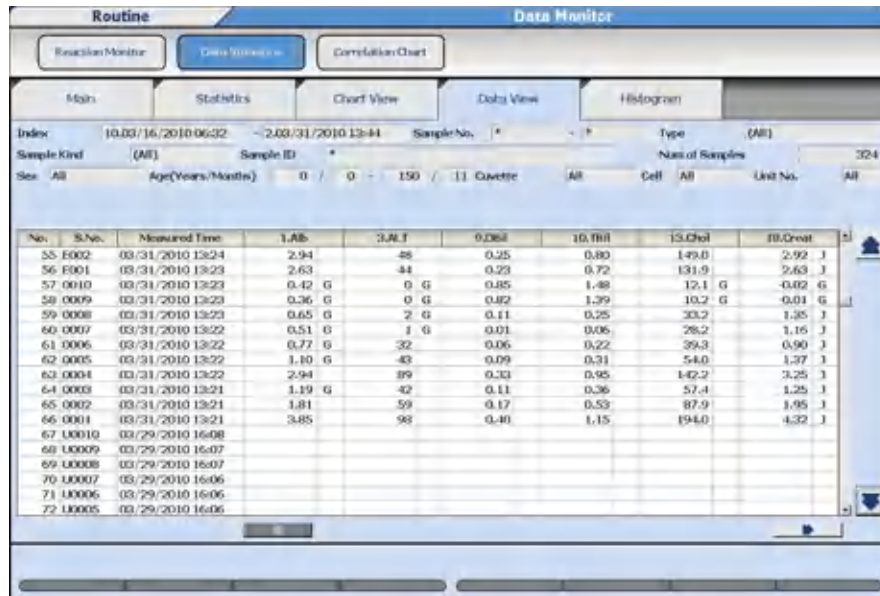 Routine Data Monitor
Reaction Monitor Data Statistics Correlation Chart
Main Statistics Chart View Data View Histogram
Index 10.03/16/2010 06:32 - 2.03/31/2010 13:44 Sample No. * - * Type (All)
Sample Kind (All) Sample ID * Num of Samples 324
Sex All Age(Years/Months) 0 / 0 - 150 / 11 Cuvette All Cell All Unit No. All
No. S.No. Measured Time 1.Alb 3.ALT 9.DBil 10.TBil 13.Chol 18.Creat
55 E002 03/31/2010 13:24 2.94 48 0.25 0.80 149.0 2.92 J
56 E001 03/31/2010 13:23 2.63 44 0.23 0.72 131.9 2.63 J
57 0010 03/31/2010 13:23 0.42 G 0 G 0.85 1.48 12.1 G -0.02 G
58 0009 03/31/2010 13:23 0.36 G 0 G 0.82 1.39 10.2 G -0.01 G
59 0008 03/31/2010 13:23 0.65 G 2 G 0.11 0.25 33.2 1.35 J
60 0007 03/31/2010 13:22 0.51 G 1 G 0.01 0.06 28.2 1.16 J
61 0006 03/31/2010 13:22 0.77 G 32 0.06 0.22 39.3 0.90 J
62 0005 03/31/2010 13:22 1.10 G 43 0.09 0.31 54.0 1.37 J
63 0004 03/31/2010 13:22 2.94 89 0.33 0.95 142.2 3.25 J
64 0003 03/31/2010 13:21 1.19 G 42 0.11 0.36 57.4 1.25 J
65 0002 03/31/2010 13:21 1.81 59 0.17 0.53 87.9 1.95 J
66 0001 03/31/2010 13:21 3.85 98 0.40 1.15 194.0 4.32 J
67 U0010 03/29/2010 16:08
68 U0009 03/29/2010 16:07
69 U0008 03/29/2010 16:07
70 U0007 03/29/2010 16:06
71 U0006 03/29/2010 16:06
72 U0005 03/29/2010 16:06